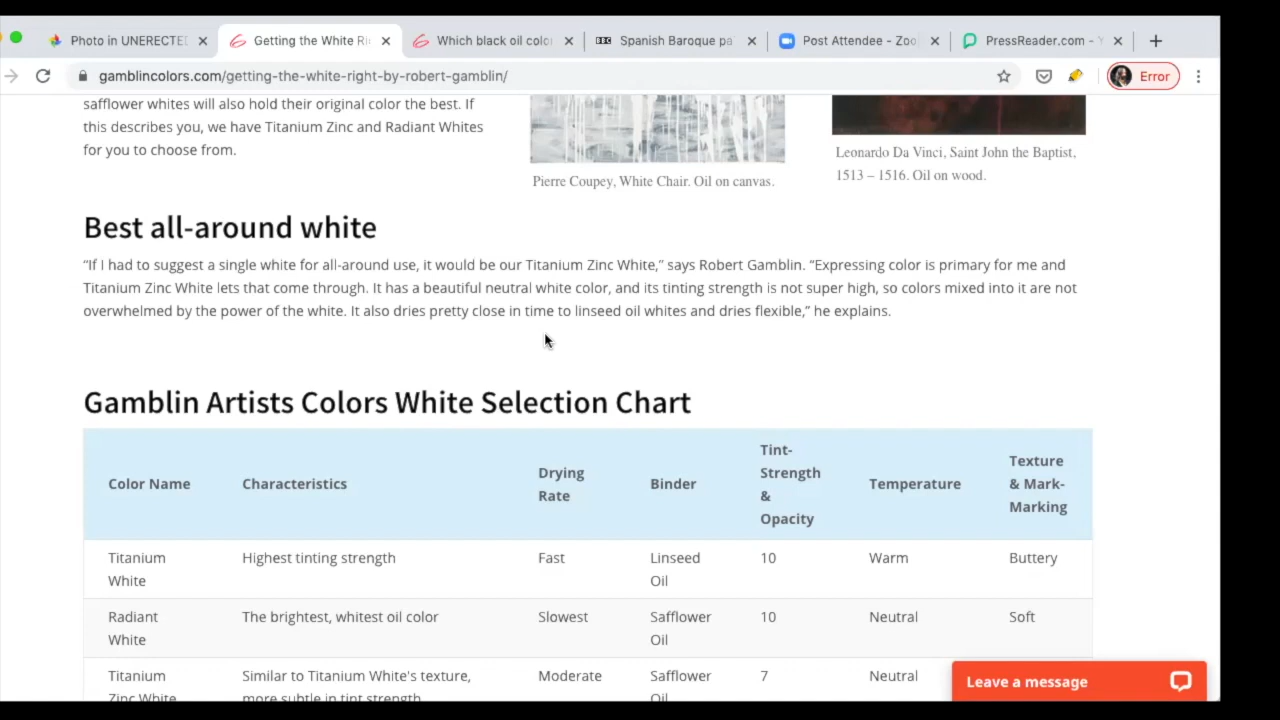 Photo in UNERECTED
Getting the White Ri
Which black oil colo
Spanish Baroque pa
Post Attendee - Zoo
PressReader.com - Y
gamblincolors.com/getting-the-white-right-by-robert-gamblin/
Error
safflower whites will also hold their original color the best. If
this describes you, we have Titanium Zinc and Radiant Whites
for you to choose from.
Pierre Coupey, White Chair. Oil on canvas.
Leonardo Da Vinci, Saint John the Baptist,
1513 – 1516. Oil on wood.
Best all-around white
“If I had to suggest a single white for all-around use, it would be our Titanium Zinc White,” says Robert Gamblin. “Expressing color is primary for me and
Titanium Zinc White lets that come through. It has a beautiful neutral white color, and its tinting strength is not super high, so colors mixed into it are not
overwhelmed by the power of the white. It also dries pretty close in time to linseed oil whites and dries flexible,” he explains.
Gamblin Artists Colors White Selection Chart
Color Name
Characteristics
Drying
Rate
Binder
Tint-
Strength
&
Opacity
Temperature
Texture
& Mark-
Marking
Titanium
White
Highest tinting strength
Fast
Linseed
Oil
10
Warm
Buttery
Radiant
White
The brightest, whitest oil color
Slowest
Safflower
Oil
10
Neutral
Soft
Titanium
Zinc White
Similar to Titanium White's texture,
more subtle in tint strength
Moderate
Safflower
Oil
7
Neutral
Leave a message